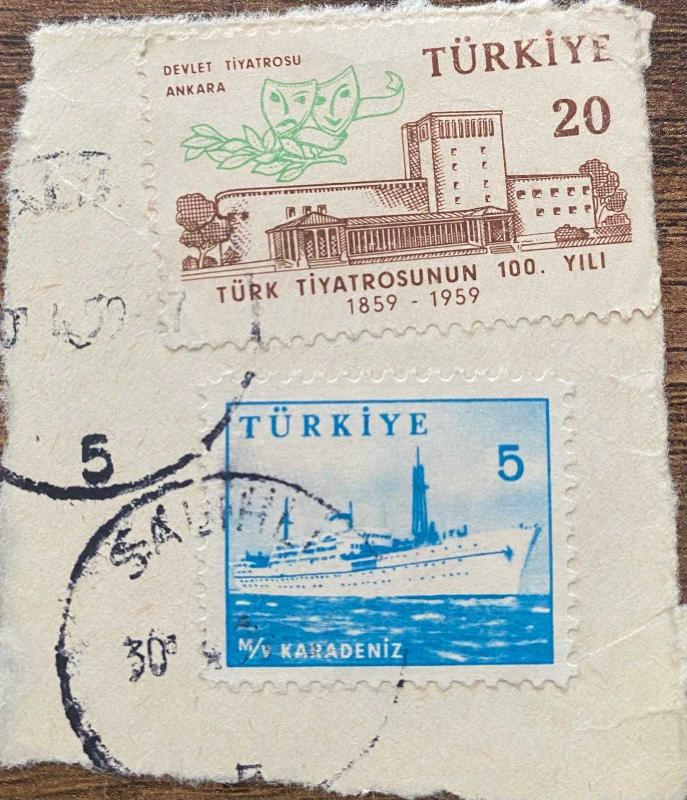 DEVLET TİYATROSU
ANKARA
TÜRKİYE
20
TÜRK TİYATROSUNUN 100. YILI
1859 - 1959
5
TÜRKİYE
5
M/V KARADENİZ
30